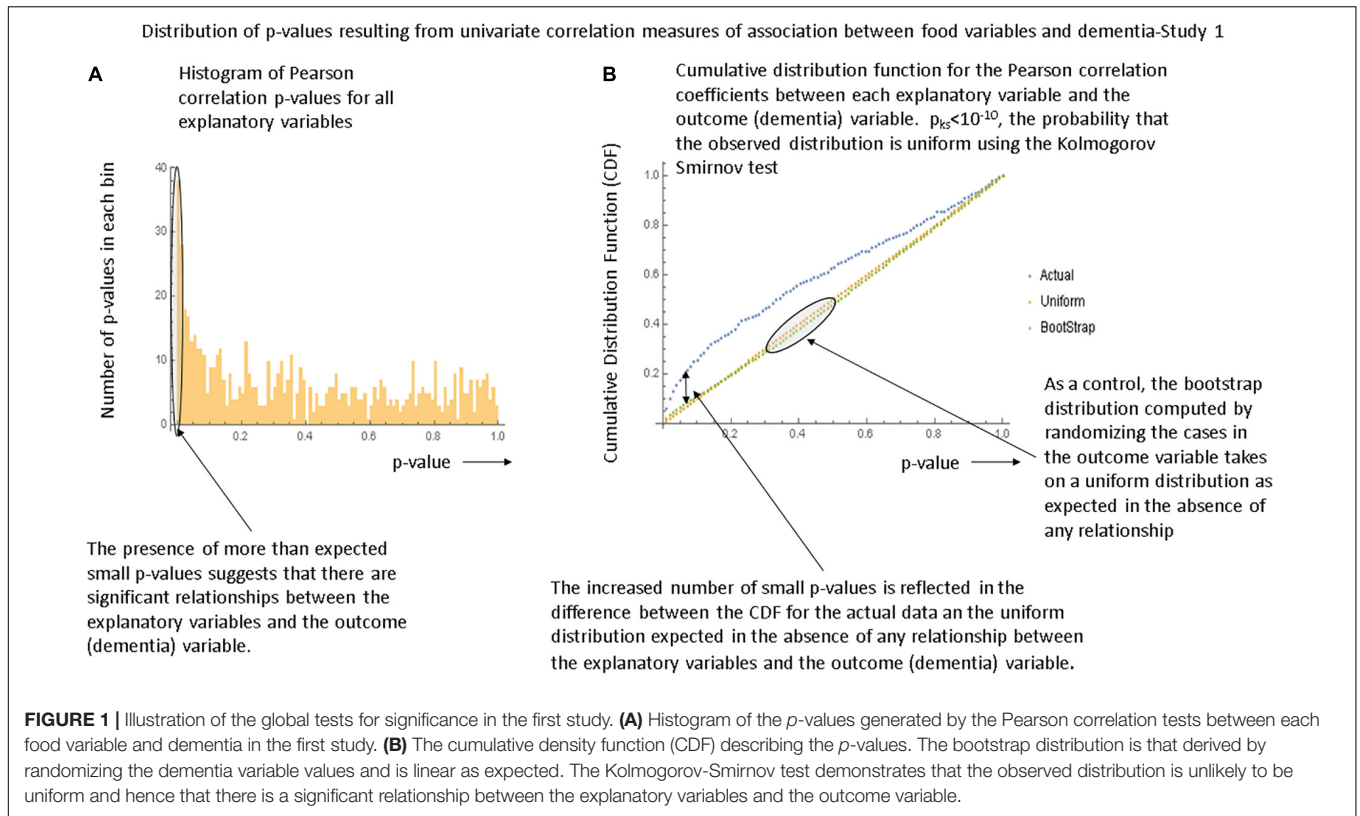 Distribution of p-values resulting from univariate correlation measures of association between food variables and dementia-Study 1
A
Histogram of Pearson
correlation p-values for all
explanatory variables
Number of p-values in each bin
40
30
20
10
0
0.2
0.4
0.6
0.8
1.0
p-value
The presence of more than expected
small p-values suggests that there are
significant relationships between the
explanatory variables and the outcome
(dementia) variable.
B
Cumulative distribution function for the Pearson correlation
coefficients between each explanatory variable and the
outcome (dementia) variable. pks<10-10, the probability that
the observed distribution is uniform using the Kolmogorov
Smirnov test
Cumulative Distribution Function (CDF)
1.0
0.8
0.6
0.4
0.2
0.2
0.4
0.6
0.8
1.0
p-value
Actual
Uniform
BootStrap
As a control, the bootstrap
distribution computed by
randomizing the cases in
the outcome variable takes
on a uniform distribution as
expected in the absence of
any relationship
The increased number of small p-values is reflected in the
difference between the CDF for the actual data an the uniform
distribution expected in the absence of any relationship between
the explanatory variables and the outcome (dementia) variable.
FIGURE 1 | Illustration of the global tests for significance in the first study. (A) Histogram of the p-values generated by the Pearson correlation tests between each
food variable and dementia in the first study. (B) The cumulative density function (CDF) describing the p-values. The bootstrap distribution is that derived by
randomizing the dementia variable values and is linear as expected. The Kolmogorov-Smirnov test demonstrates that the observed distribution is unlikely to be
uniform and hence that there is a significant relationship between the explanatory variables and the outcome variable.